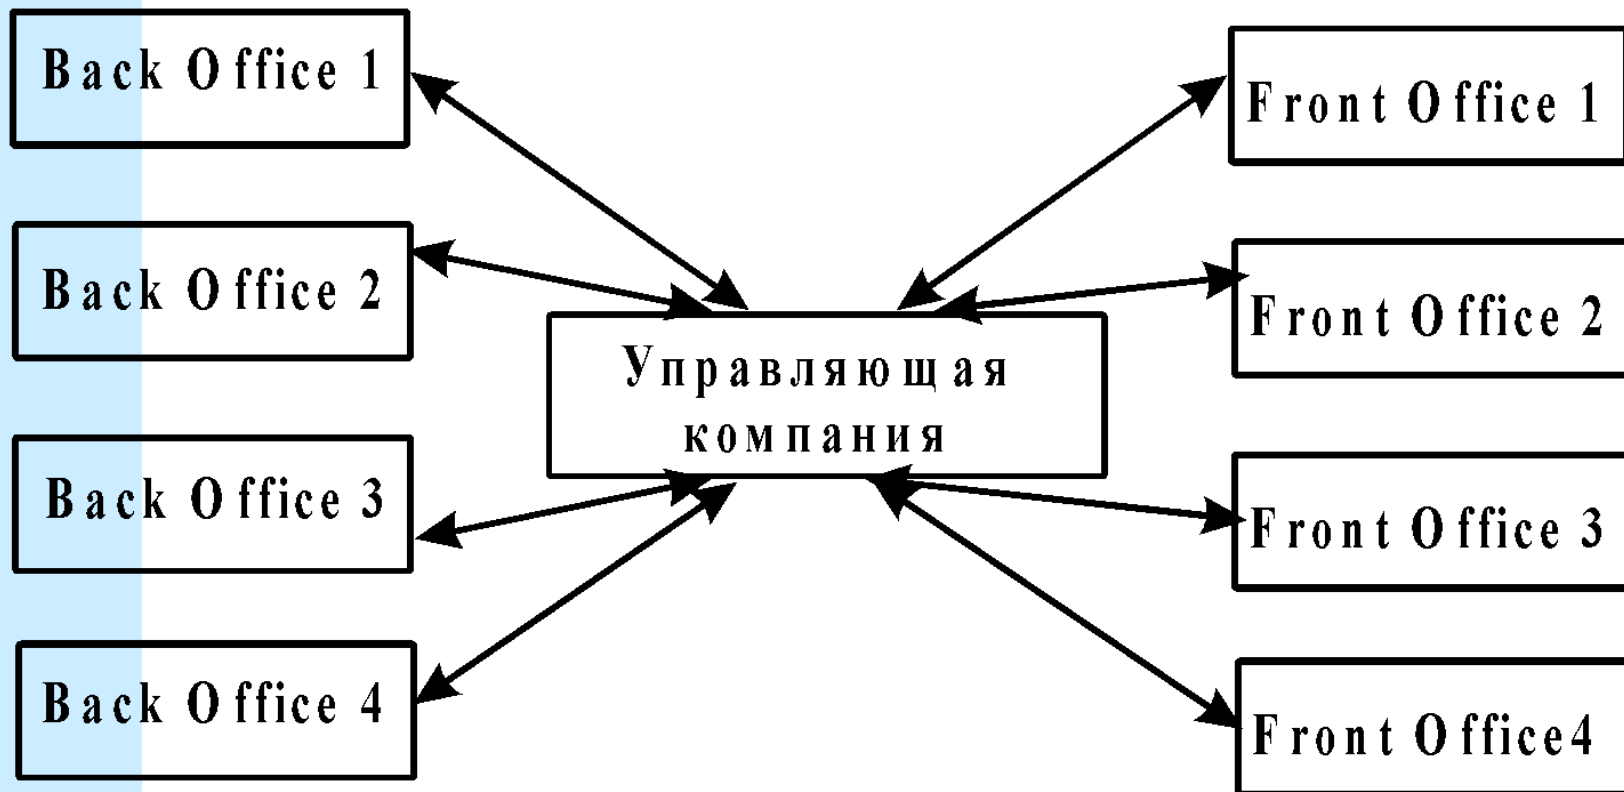 Back Office 1
Front Office 1
Back Office 2
Front Office 2
Управляющая
компания
Back Office 3
Front Office 3
Back Office 4
Front Office4